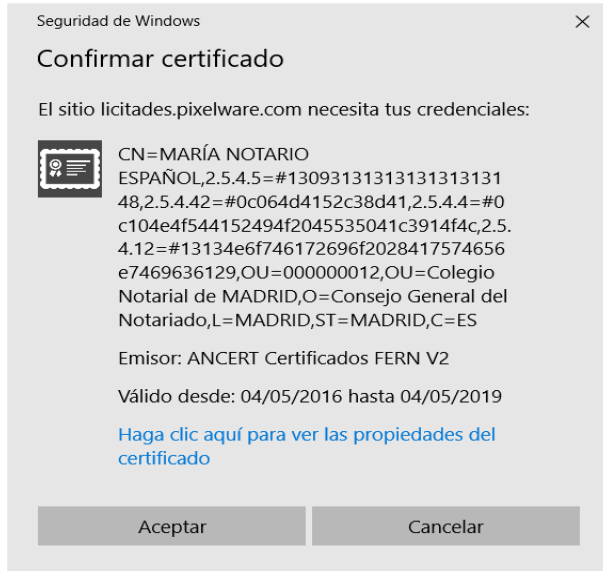 Seguridad de Windows
Confirmar certificado
El sitio licitades.pixelware.com necesita tus credenciales:
CN=MARÍA NOTARIO
ESPAÑOL,2.5.4.5=#13093131313131313131
48,2.5.4.42=#0c064d4152c38d41,2.5.4.4=#0
c104e4f544152494f2045535041c3914f4c,2.5.
4.12=#13134e6f746172696f2028417574656
e7469636129,OU=000000012,OU=Colegio
Notarial de MADRID,O=Consejo General del
Notariado,L=MADRID,ST=MADRID,C=ES
Emisor: ANCERT Certificados FERN V2
Válido desde: 04/05/2016 hasta 04/05/2019
Haga clic aquí para ver las propiedades del
certificado
Aceptar
Cancelar